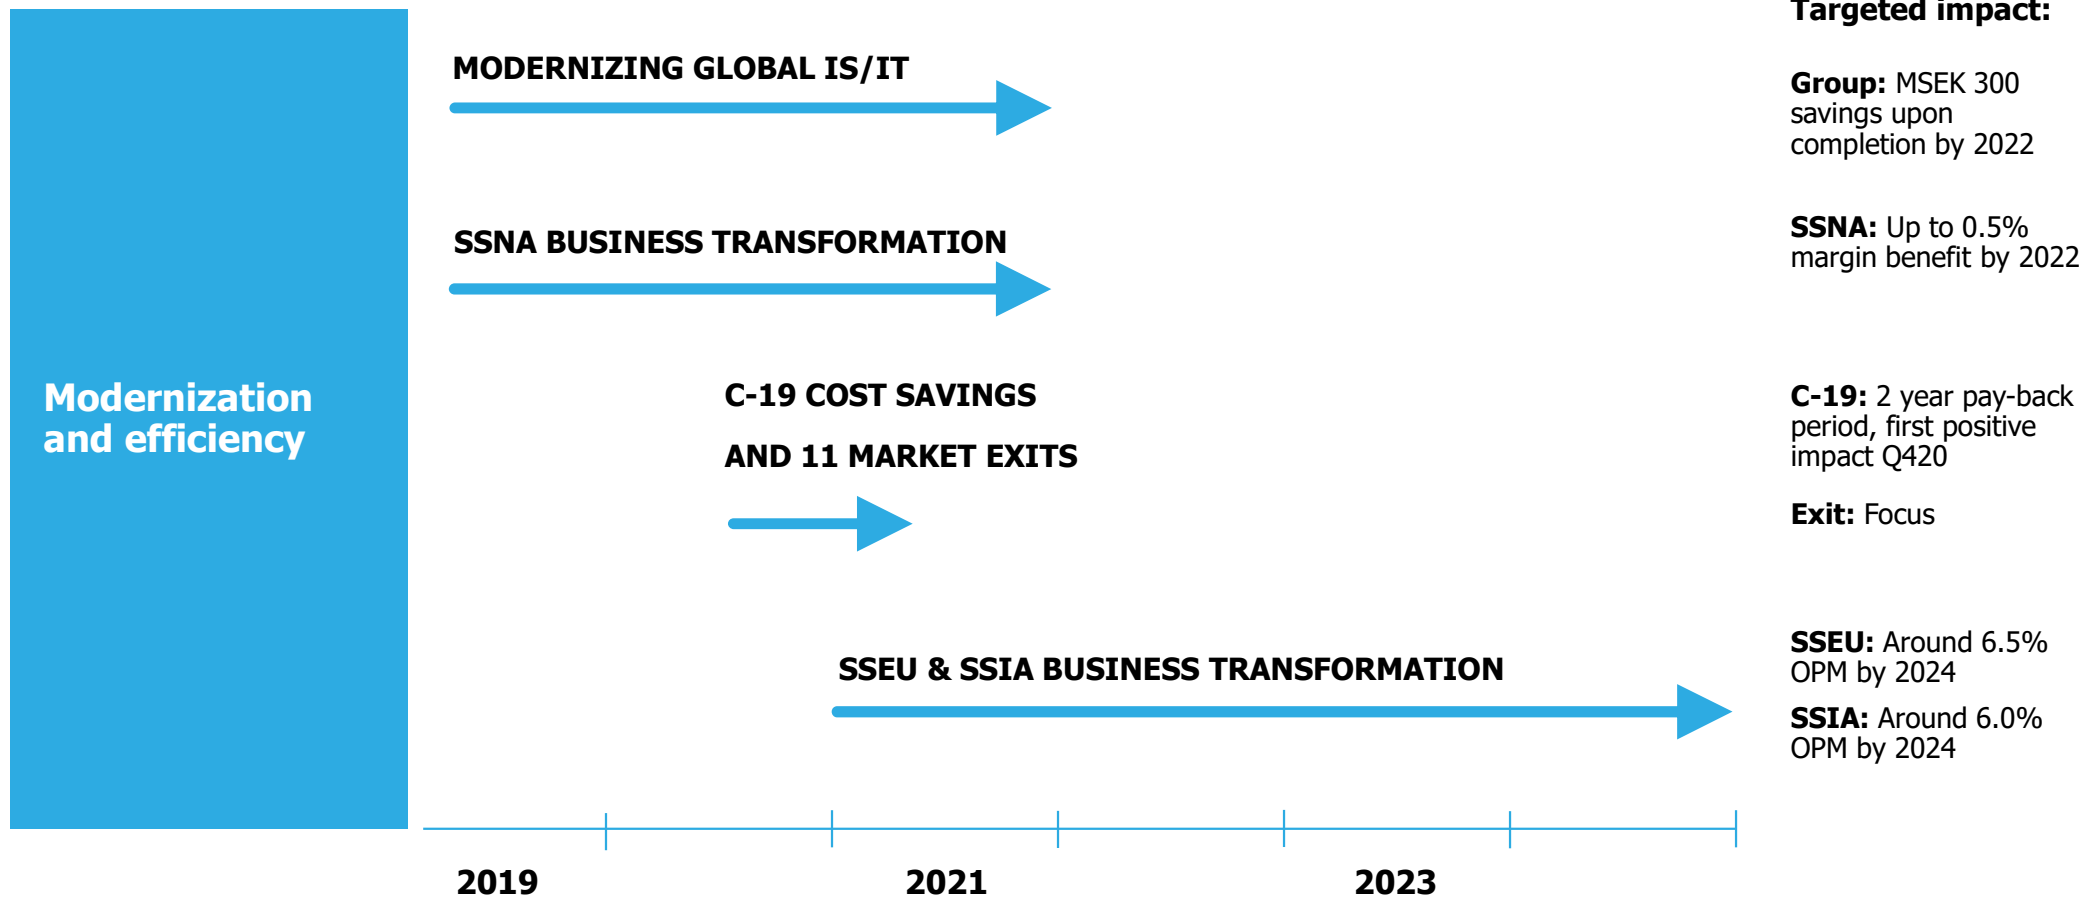 Modernization
and efficiency
MODERNIZING GLOBAL IS/IT
SSNA BUSINESS TRANSFORMATION
C-19 COST SAVINGS
AND 11 MARKET EXITS
SSEU & SSIA BUSINESS TRANSFORMATION
2019
2021
2023
Targeted impact:
Group: MSEK 300
savings upon
completion by 2022
SSNA: Up to 0.5%
margin benefit by 2022
C-19: 2 year pay-back
period, first positive
impact Q420
Exit: Focus
SSEU: Around 6.5%
OPM by 2024
SSIA: Around 6.0%
OPM by 2024